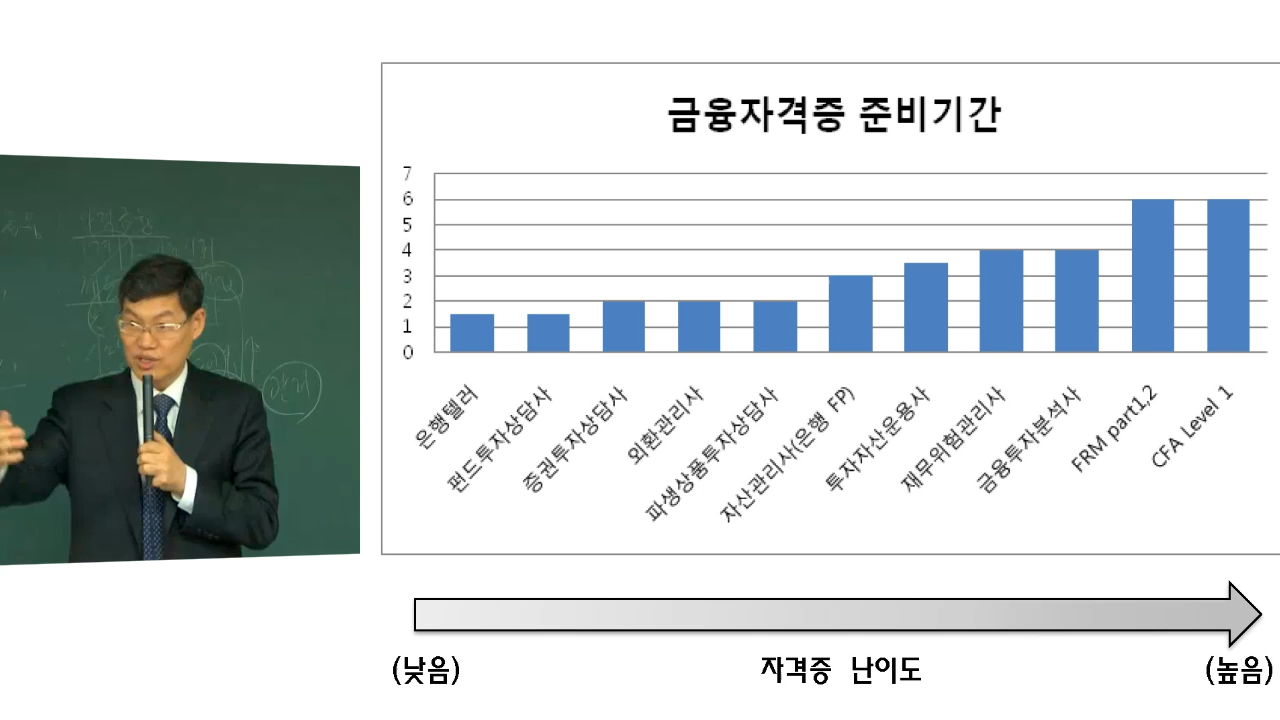 금융자격증 준비기간
7
6
5
4
3
2
1
0
은행텔러
펀드투자상담사
증권투자상담사
외환관리사
파생상품투자상담사
자산관리사(은행 FP)
투자자산운용사
재무위험관리사
금융투자분석사
FRM part1,2
CFA Level 1
(낮음)
자격증 난이도
(높음)